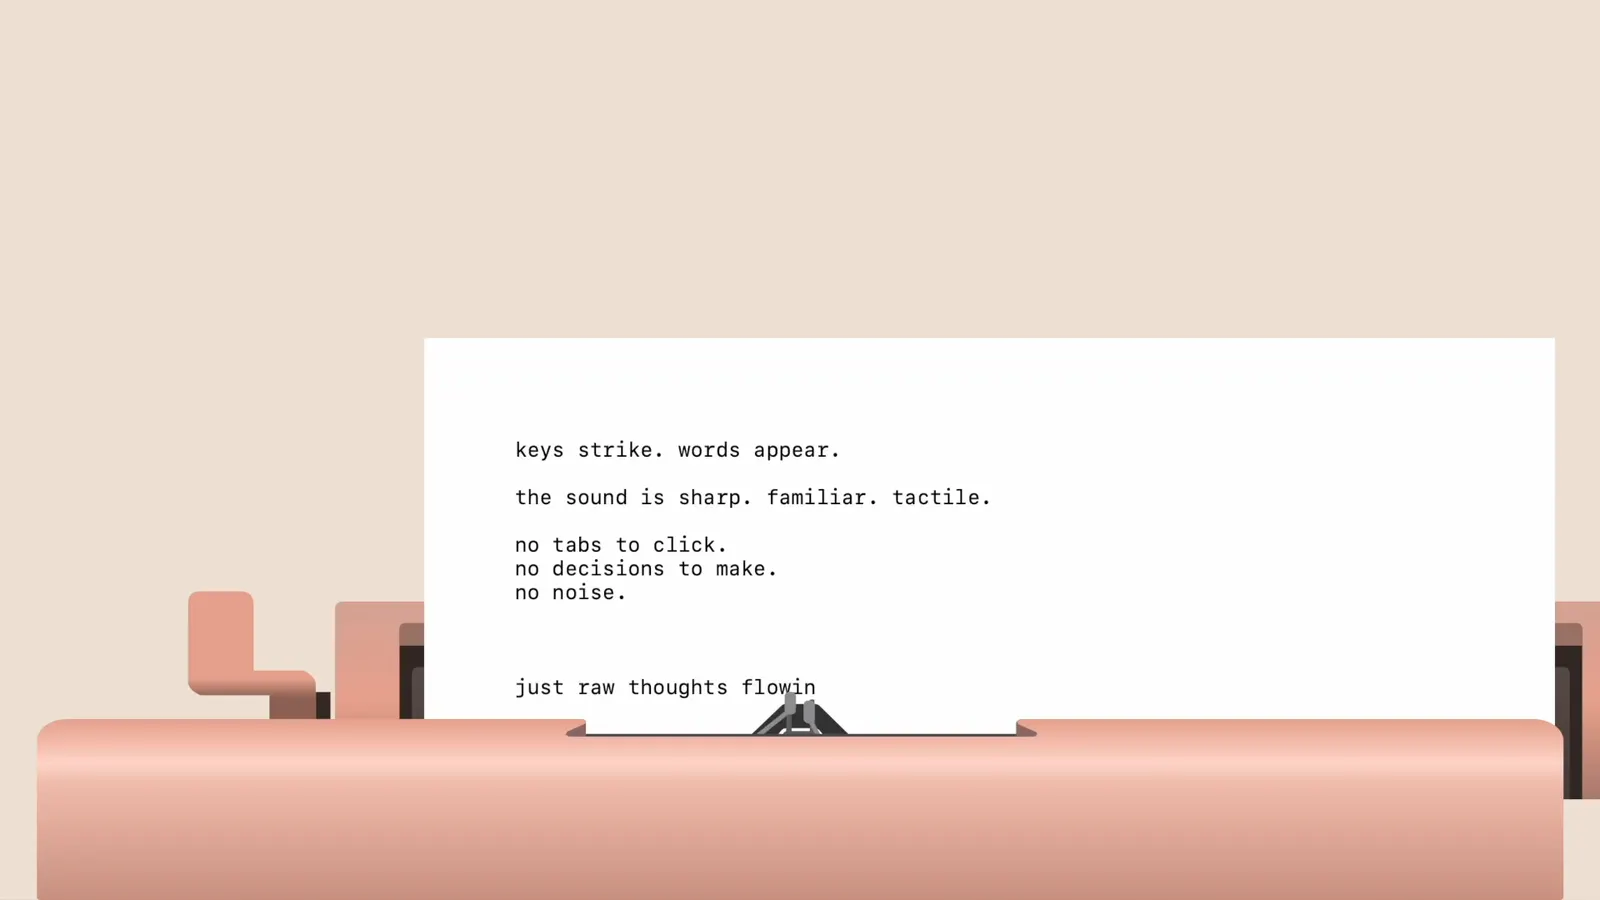 keys strike. words appear.
the sound is sharp. familiar. tactile.
no tabs to click.
no decisions to make.
no noise.
just raw thoughts flowin